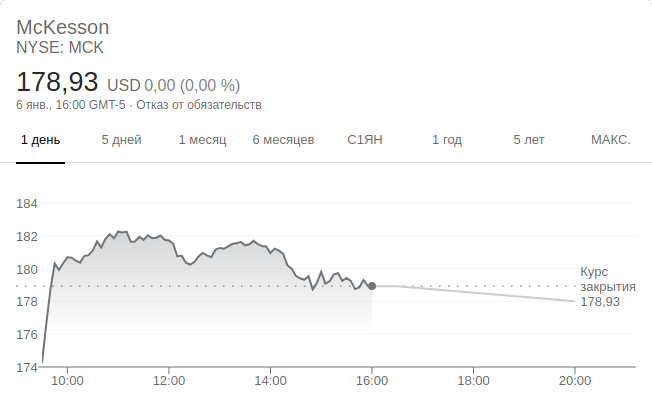 McKesson
NYSE: MCK
178,93 USD 0,00 (0,00 %)
6 янв., 16:00 GMT-5 · Отказ от обязательств
1 день 5 дней 1 месяц 6 месяцев С1ЯН 1 год 5 лет МАКС.
184
182
180
178
176
174
Курс
закрытия
178,93
10:00 12:00 14:00 16:00 18:00 20:00